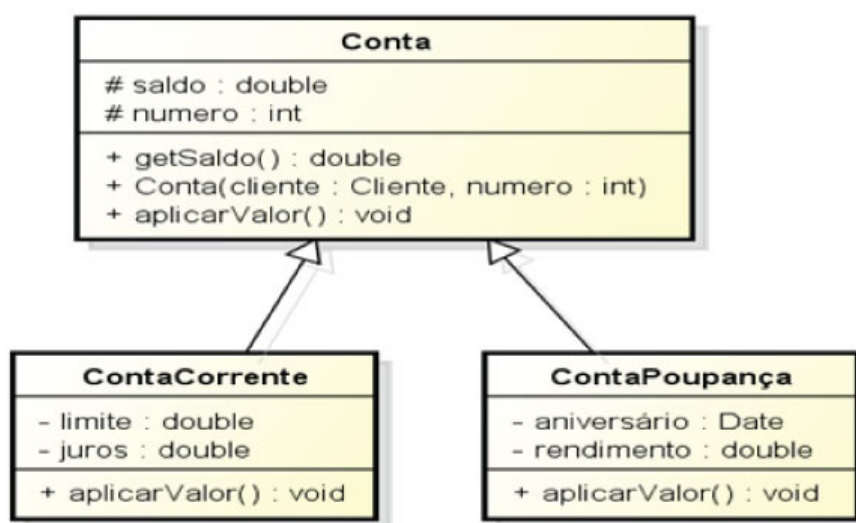 Conta
# saldo : double
# numero : int
+ getSaldo() : double
+ Conta(cliente : Cliente, numero : int)
+ aplicarValor() : void
ContaCorrente
- limite : double
- juros : double
+ aplicarValor() : void
ContaPoupança
- aniversário : Date
- rendimento : double
+ aplicarValor() : void